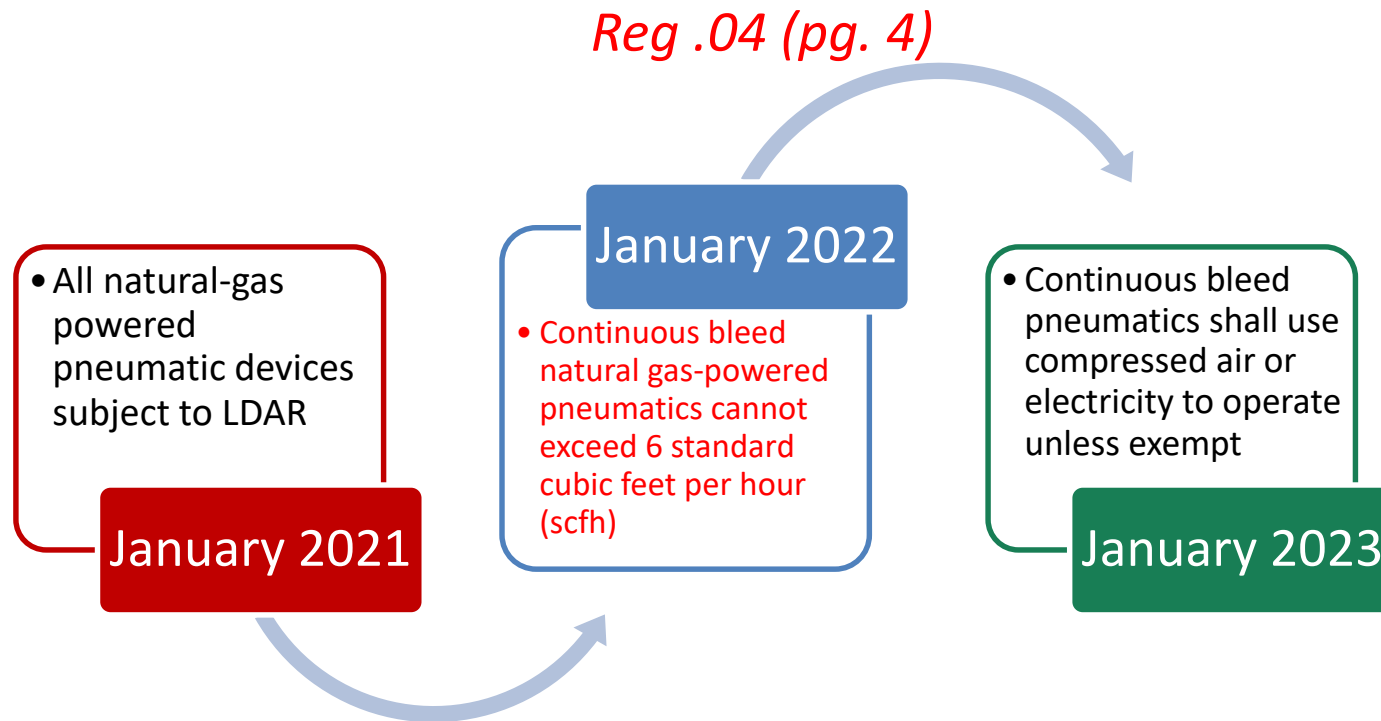 Reg .04 (pg. 4)
• All natural-gas
powered
pneumatic devices
subject to LDAR
January 2021
January 2022
• Continuous bleed
natural gas-powered
pneumatics cannot
exceed 6 standard
cubic feet per hour
(scfh)
• Continuous bleed
pneumatics shall use
compressed air or
electricity to operate
unless exempt
January 2023